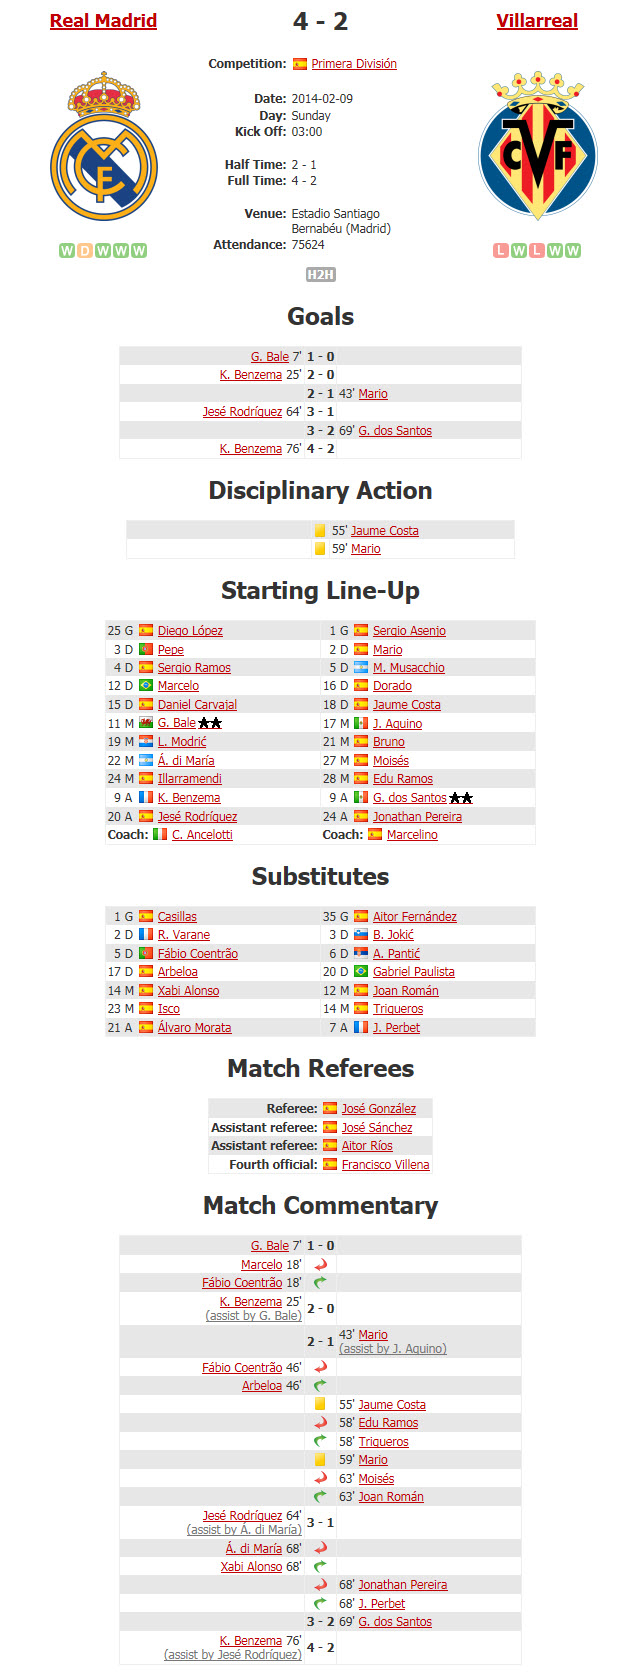 Real Madrid 4 - 2 Villarreal
Competition: Primera División
Date: 2014-02-09
Day: Sunday
Kick Off: 03:00
Half Time: 2 - 1
Full Time: 4 - 2
Venue: Estadio Santiago
Bernabéu (Madrid)
Attendance: 75624
CVF
W D W W W
L W L W W
H2H
Goals
G. Bale 7' 1 - 0
K. Benzema 25' 2 - 0
2 - 1 43' Mario
Jesé Rodríguez 64' 3 - 1
3 - 2 69' G. dos Santos
K. Benzema 76' 4 - 2
Disciplinary Action
55' Jaume Costa
59' Mario
Starting Line-Up
25 G Diego López 1 G Sergio Asenjo
3 D Pepe 2 D Mario
4 D Sergio Ramos 5 D M. Musacchio
12 D Marcelo 16 D Dorado
15 D Daniel Carvajal 18 D Jaume Costa
11 M G. Bale 17 M J. Aquino
19 M L. Modrić 21 M Bruno
22 M Á. di María 27 M Moisés
24 M Illarramendi 28 M Edu Ramos
9 A K. Benzema 9 A G. dos Santos
20 A Jesé Rodríguez 24 A Jonathan Pereira
Coach: C. Ancelotti Coach: Marcelino
Substitutes
1 G Casillas 35 G Aitor Fernández
2 D R. Varane 3 D B. Jokić
5 D Fábio Coentrão 6 D A. Pantić
17 D Arbeloa 20 D Gabriel Paulista
14 M Xabi Alonso 12 M Joan Román
23 M Isco 14 M Trigueros
21 A Álvaro Morata 7 A J. Perbet
Match Referees
Referee: José González
Assistant referee: José Sánchez
Assistant referee: Aitor Ríos
Fourth official: Francisco Villena
Match Commentary
G. Bale 7' 1 - 0
Marcelo 18'
Fábio Coentrão 18'
K. Benzema 25' 2 - 0
(assist by G. Bale)
2 - 1 43' Mario
(assist by J. Aquino)
Fábio Coentrão 46'
Arbeloa 46'
55' Jaume Costa
58' Edu Ramos
58' Trigueros
59' Mario
63' Moisés
63' Joan Román
Jesé Rodríguez 64' 3 - 1
(assist by Á. di María)
Á. di María 68'
Xabi Alonso 68'
68' Jonathan Pereira
68' J. Perbet
3 - 2 69' G. dos Santos
K. Benzema 76' 4 - 2
(assist by Jesé Rodríguez)